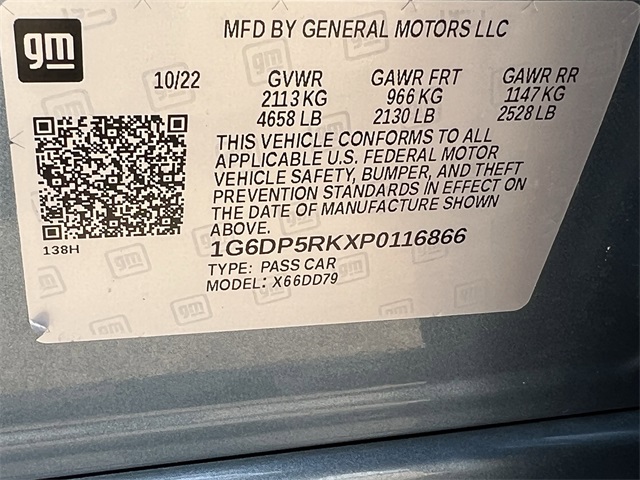 gm
MFD BY GENERAL MOTORS LLC
10/22 GVWR GAWR FRT GAWR RR
2113 KG 966 KG 1147 KG
4658 LB 2130 LB 2528 LB
THIS VEHICLE CONFORMS TO ALL
APPLICABLE U.S. FEDERAL MOTOR
VEHICLE SAFETY, BUMPER, AND THEFT
PREVENTION STANDARDS IN EFFECT ON
THE DATE OF MANUFACTURE SHOWN
ABOVE.
138H
1G6DP5RKXP0116866
TYPE: PASS CAR
MODEL: X66DD79